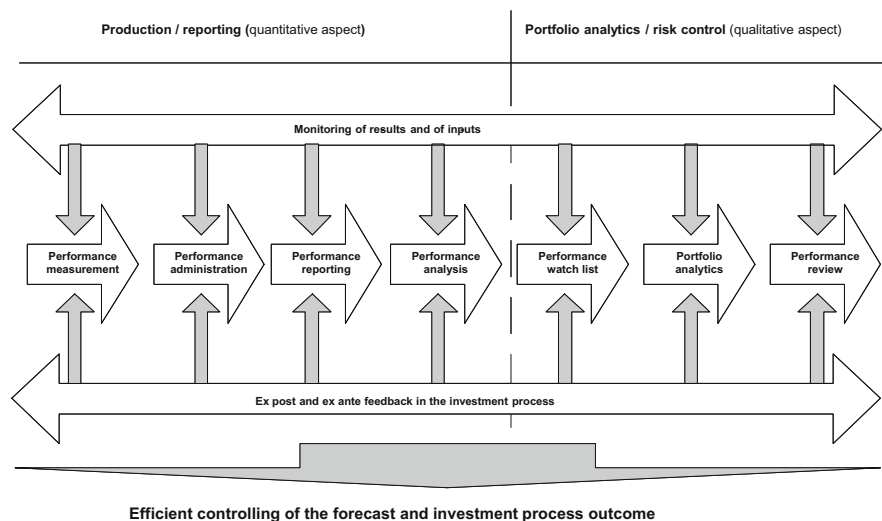 Production / reporting (quantitative aspect)
Portfolio analytics / risk control (qualitative aspect)
Monitoring of results and of inputs
Performance
measurement
Performance
administration
Performance
reporting
Performance
analysis
Performance
watch list
Portfolio
analytics
Performance
review
Ex post and ex ante feedback in the investment process
Efficient controlling of the forecast and investment process outcome